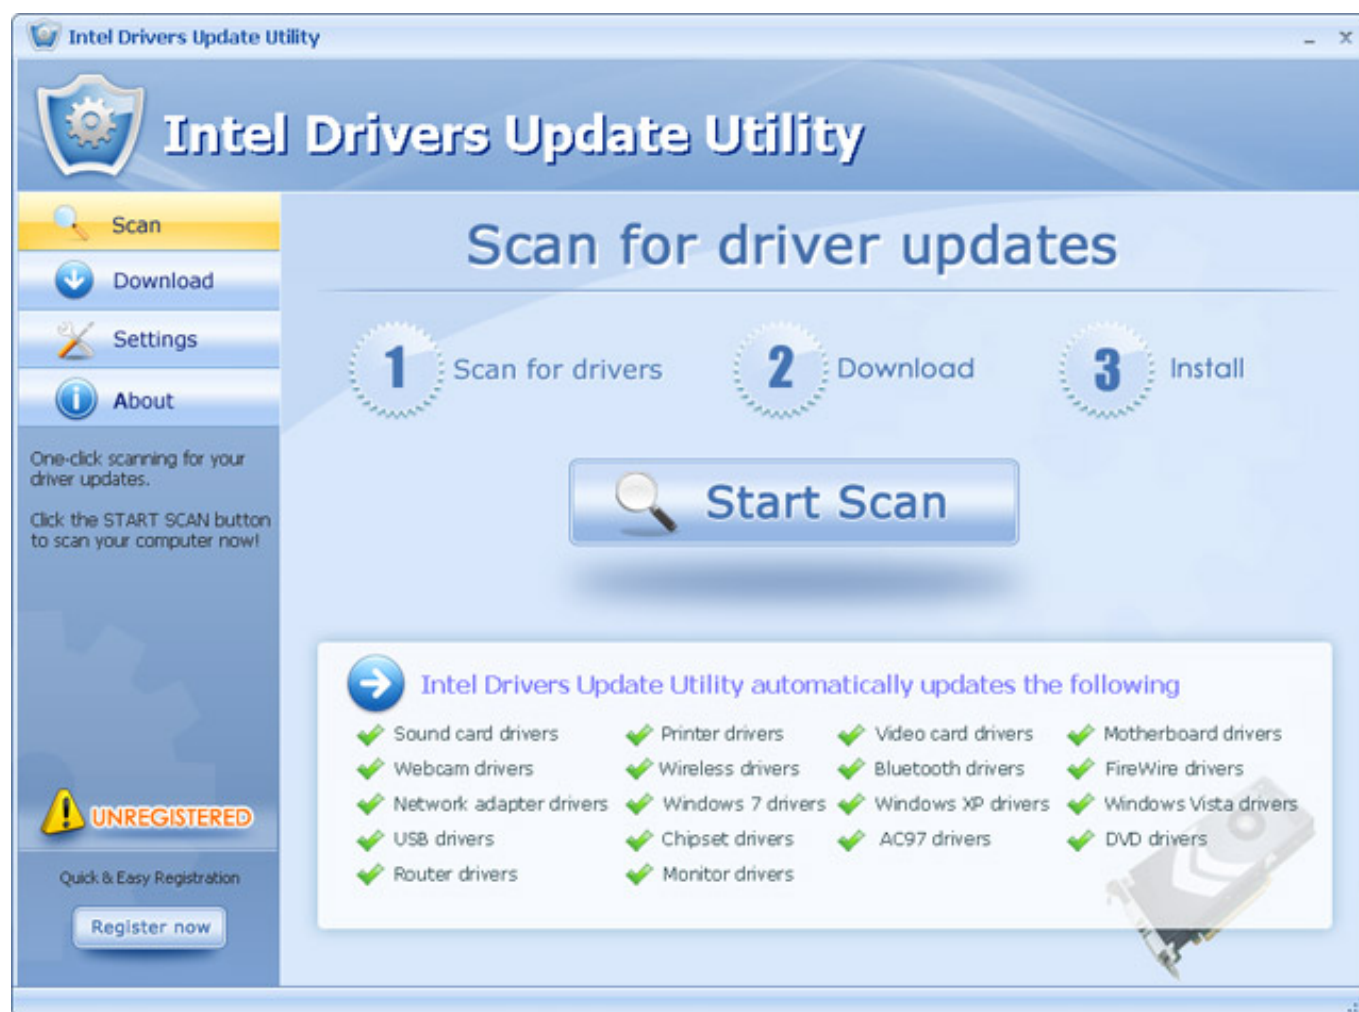 Intel Drivers Update Utility
Intel Drivers Update Utility
Scan
Download
Settings
About
One-click scanning for your
driver updates.
Click the START SCAN button
to scan your computer now!
UNREGISTERED
Quick & Easy Registration
Register now
Scan for driver updates
1 Scan for drivers 2 Download 3 Install
Start Scan
Intel Drivers Update Utility automatically updates the following
Sound card drivers Printer drivers Video card drivers Motherboard drivers
Webcam drivers Wireless drivers Bluetooth drivers FireWire drivers
Network adapter drivers Windows 7 drivers Windows XP drivers Windows Vista drivers
USB drivers Chipset drivers AC97 drivers DVD drivers
Router drivers Monitor drivers